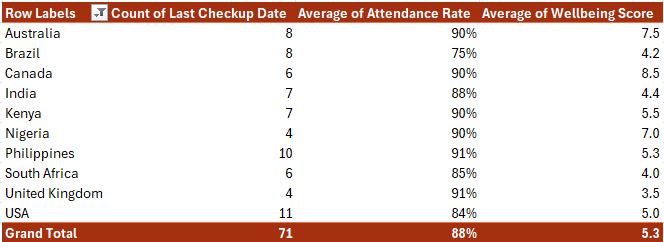 Row Labels Count of Last Checkup Date Average of Attendance Rate Average of Wellbeing Score
Australia 8 90% 7.5
Brazil 8 75% 4.2
Canada 6 90% 8.5
India 7 88% 4.4
Kenya 7 90% 5.5
Nigeria 4 90% 7.0
Philippines 10 91% 5.3
South Africa 6 85% 4.0
United Kingdom 4 91% 3.5
USA 11 84% 5.0
Grand Total 71 88% 5.3